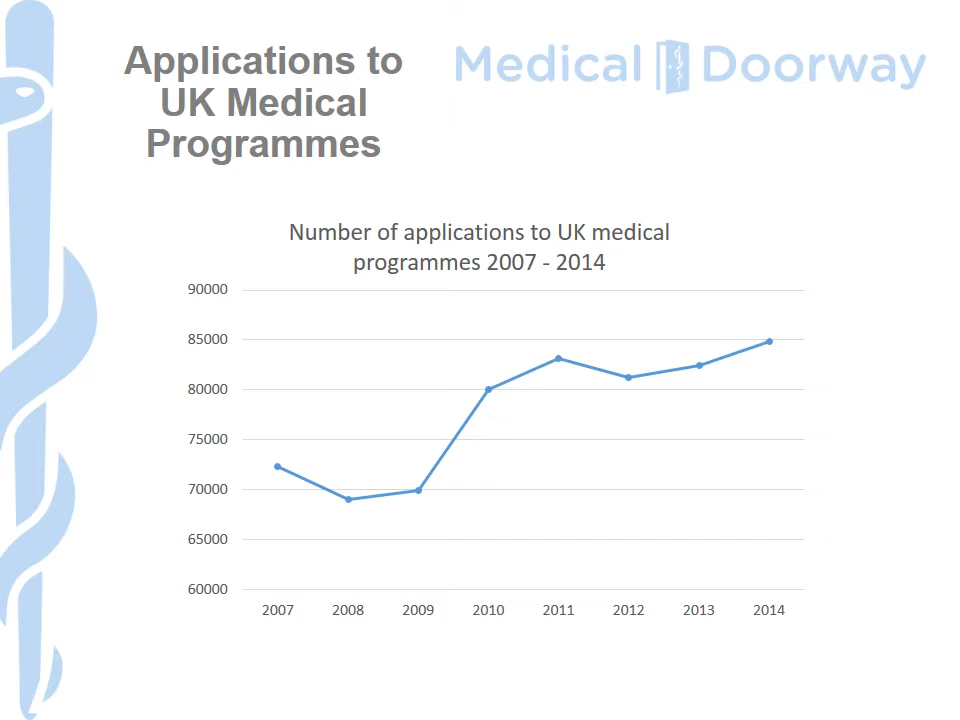 Applications to
UK Medical
Programmes
Medical Doorway
Number of applications to UK medical
programmes 2007 - 2014
90000
85000
80000
75000
70000
65000
60000
2007 2008 2009 2010 2011 2012 2013 2014